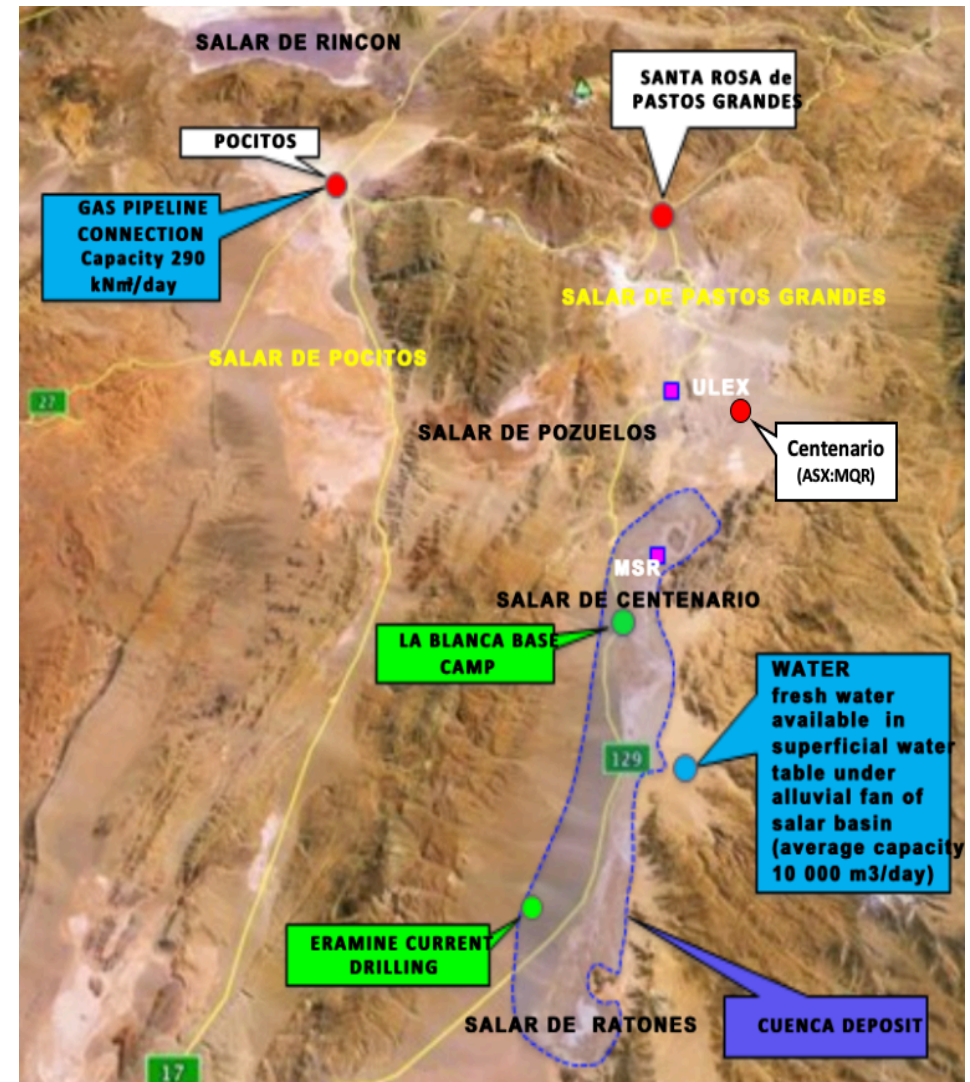 SALAR DE RINCON
SANTA ROSA de
PASTOS GRANDES
POCITOS
GAS PIPELINE
CONNECTION
Capacity 290
kNm³/day
SALAR DE PASTOS GRANDES
SALAR DE POCITOS
27
ULEX
SALAR DE POZUELOS
Centenario
(ASX:MQR)
MSR
SALAR DE CENTENARIO
LA BLANCA BASE
CAMP
WATER
fresh water
available in
superficial water
table under
alluvial fan of
salar basin
(average capacity
10 000 m3/day)
129
ERAMINE CURRENT
DRILLING
SALAR DE RATONES
CUENCA DEPOSIT
17